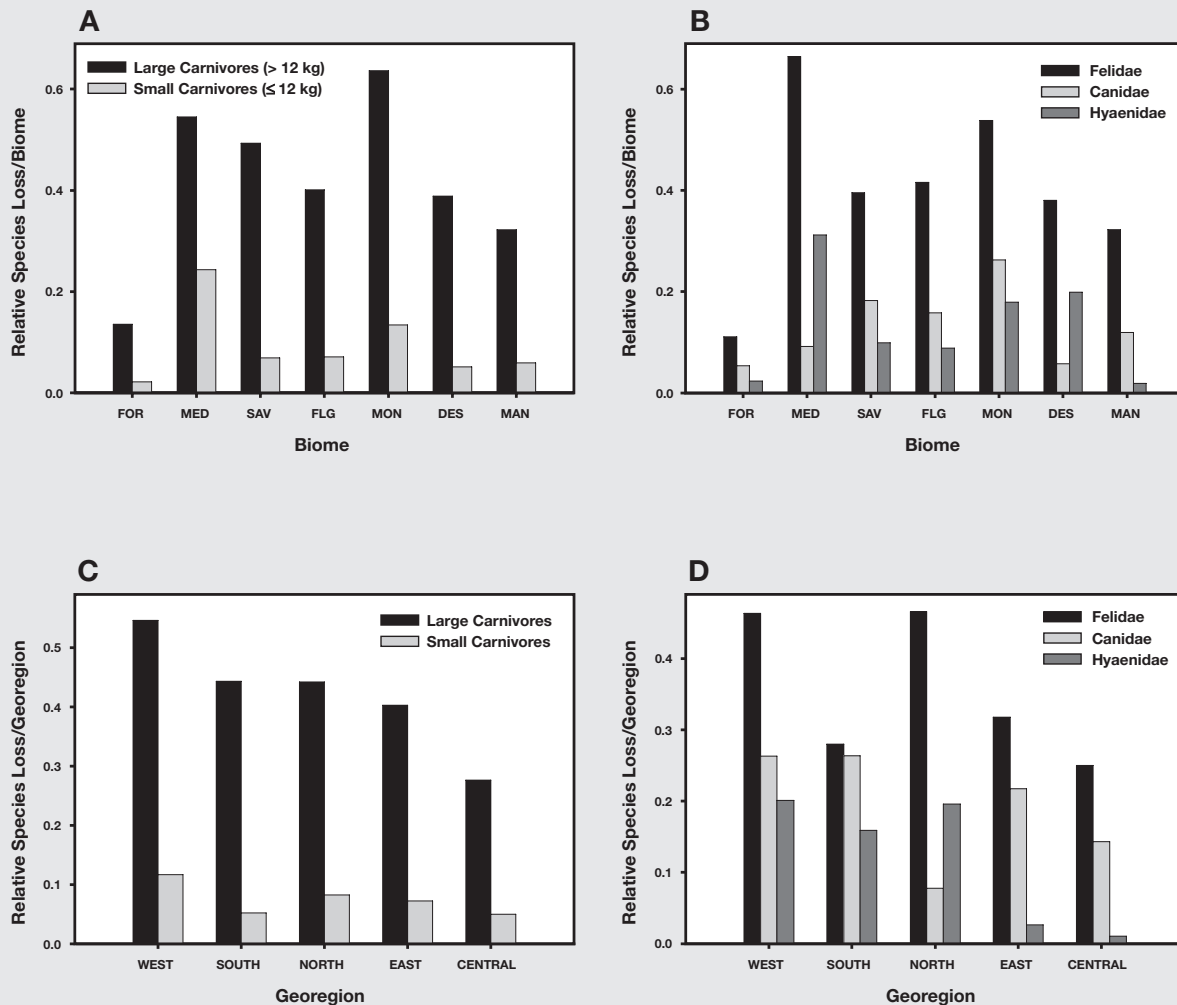 A
Relative Species Loss/Biome
Large Carnivores (> 12 kg)
Small Carnivores (≤ 12 kg)
0.6
0.4
0.2
0.0
FOR MED SAV FLG MON DES MAN
Biome
B
Relative Species Loss/Biome
Felidae
Canidae
Hyaenidae
0.6
0.4
0.2
0.0
FOR MED SAV FLG MON DES MAN
Biome
C
Relative Species Loss/Georegion
Large Carnivores
Small Carnivores
0.5
0.4
0.3
0.2
0.1
0.0
WEST SOUTH NORTH EAST CENTRAL
Georegion
D
Relative Species Loss/Georegion
Felidae
Canidae
Hyaenidae
0.4
0.3
0.2
0.1
0.0
WEST SOUTH NORTH EAST CENTRAL
Georegion